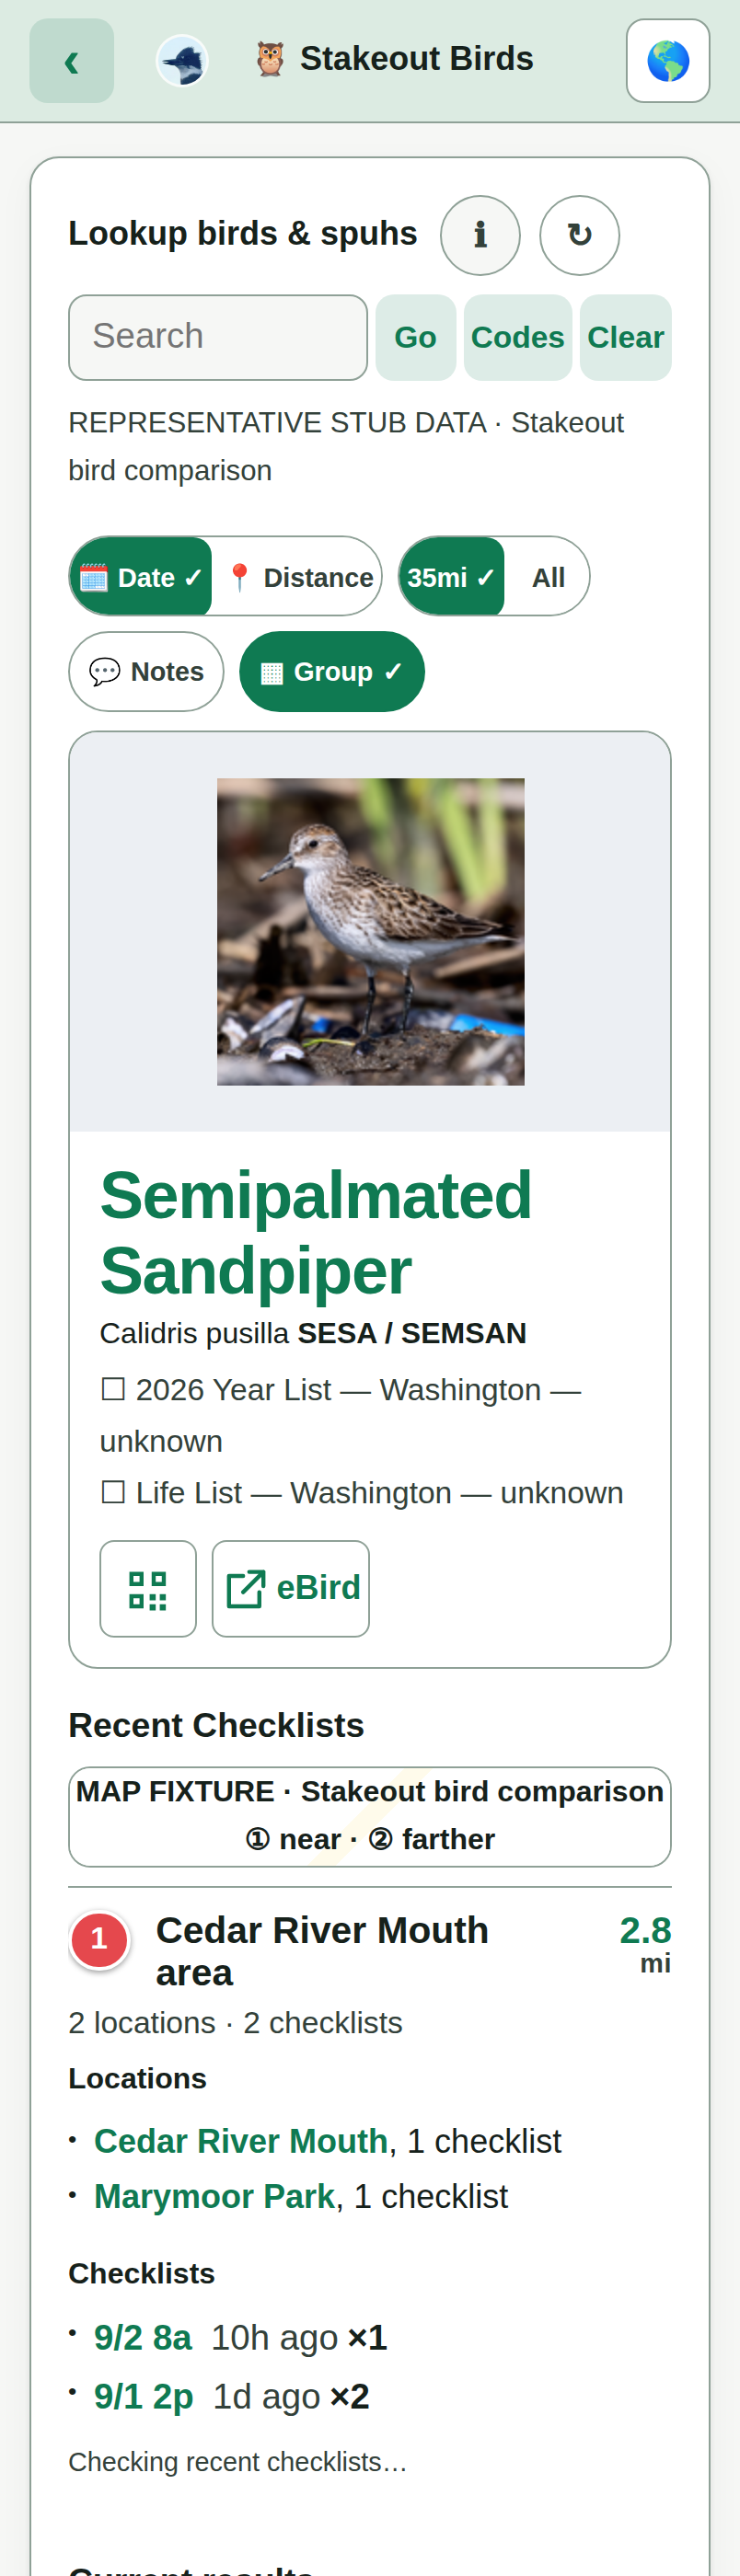 ‹ 🦉 Stakeout Birds 🌎
Lookup birds & spuhs ℹ ↻
Search Go Codes Clear
REPRESENTATIVE STUB DATA · Stakeout
bird comparison
🗓️ Date ✓ 📍 Distance 35mi ✓ All
💬 Notes ▦ Group ✓
Semipalmated
Sandpiper
Calidris pusilla SESA / SEMSAN
☐ 2026 Year List — Washington —
unknown
☐ Life List — Washington — unknown
eBird
Recent Checklists
MAP FIXTURE · Stakeout bird comparison
① near · ② farther
1 Cedar River Mouth 2.8
area mi
2 locations · 2 checklists
Locations
• Cedar River Mouth, 1 checklist
• Marymoor Park, 1 checklist
Checklists
• 9/2 8a 10h ago ×1
• 9/1 2p 1d ago ×2
Checking recent checklists…
Current results